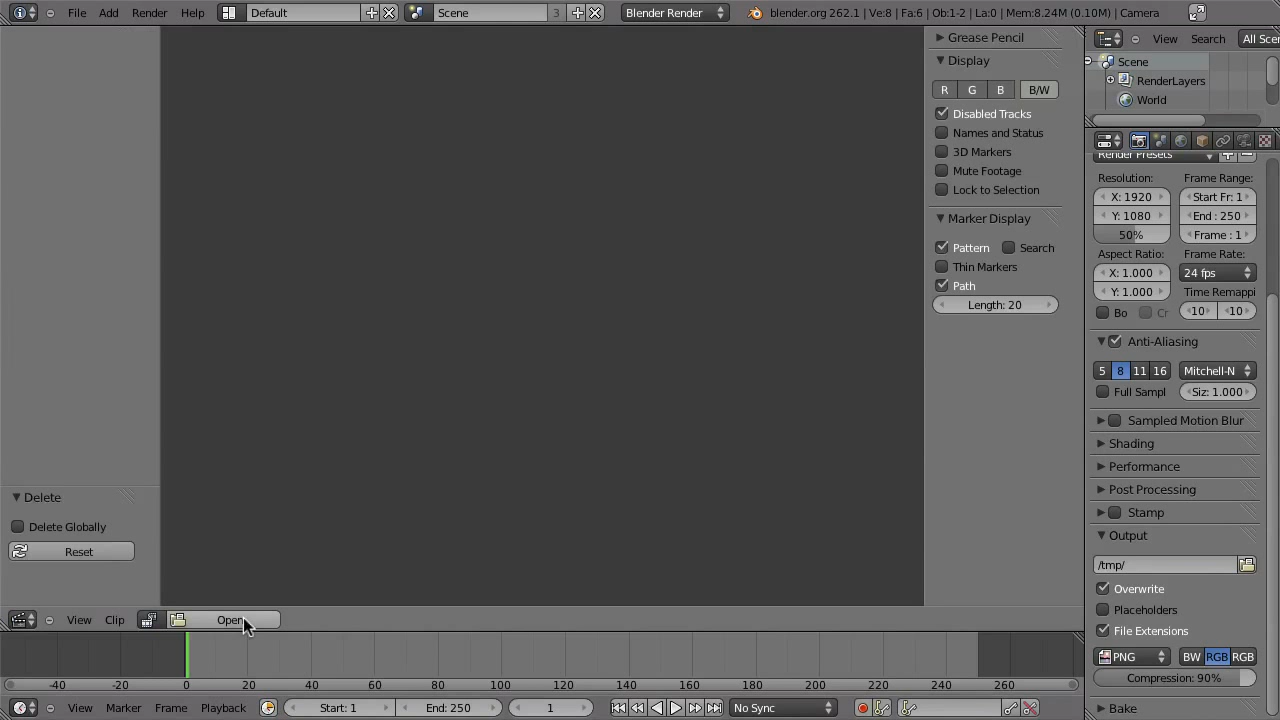 File Add Render Help Default Scene 3 Blender Render blender.org 262.1 | Ve:8 | Fa:6 | Ob:1-2 | La:0 | Mem:8.24M (0.10M) | Camera
View Search All Scen
Grease Pencil
Display
R G B B/W
Disabled Tracks
Names and Status
3D Markers
Mute Footage
Lock to Selection
Marker Display
Pattern Search
Thin Markers
Path
Length: 20
Scene
RenderLayers
World
Render Presets
Resolution: Frame Range:
X: 1920 Start Fr: 1
Y: 1080 End : 250
50% Frame : 1
Aspect Ratio: Frame Rate:
X: 1.000 24 fps
Y: 1.000 Time Remappi
Bo Cr 10 10
Anti-Aliasing
5 8 11 16 Mitchell-N
Full Sampl Siz: 1.000
Sampled Motion Blur
Shading
Performance
Post Processing
Stamp
Output
/tmp/
Overwrite
Placeholders
File Extensions
PNG BW RGB RGB
Compression: 90%
Bake
Delete
Delete Globally
Reset
View Clip Open
-40 -20 0 20 40 60 80 100 120 140 160 180 200 220 240 260
View Marker Frame Playback Start: 1 End: 250 1 No Sync